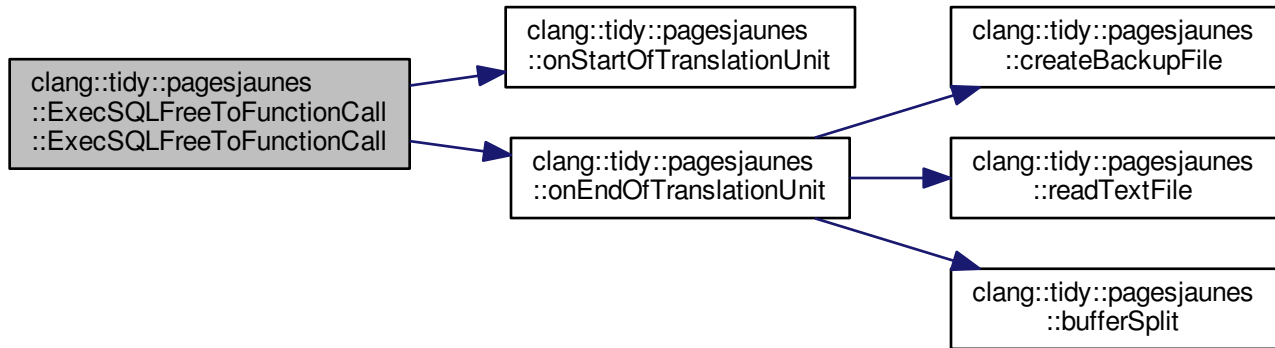 clang::tidy::pagesjaunes
::ExecSQLFreeToFunctionCall
::ExecSQLFreeToFunctionCall
clang::tidy::pagesjaunes
::onStartOfTranslationUnit
clang::tidy::pagesjaunes
::onEndOfTranslationUnit
clang::tidy::pagesjaunes
::createBackupFile
clang::tidy::pagesjaunes
::readTextFile
clang::tidy::pagesjaunes
::bufferSplit